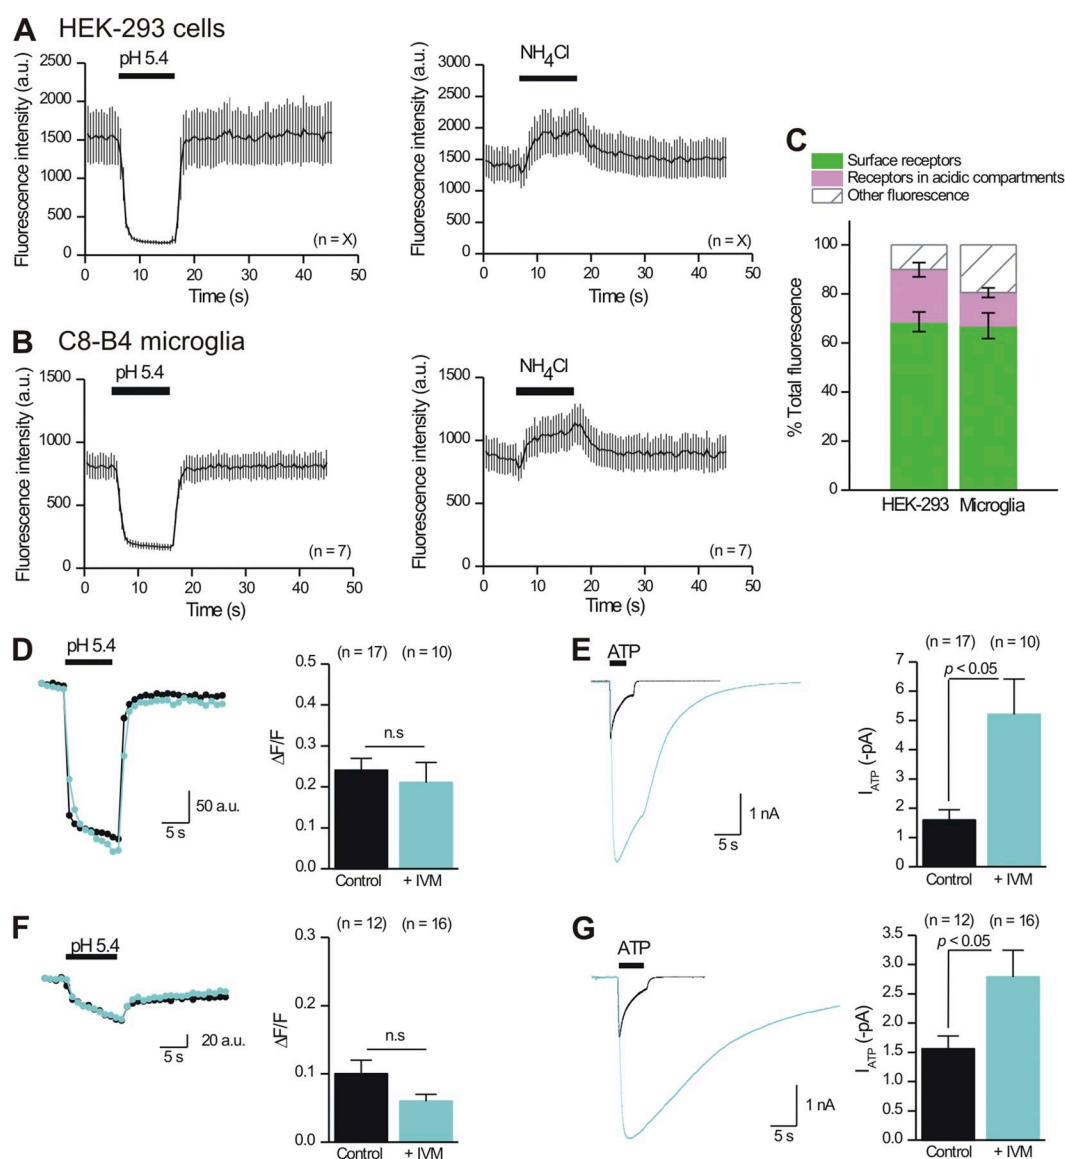 A HEK-293 cells
Fluorescence intensity (a.u.)
2500
2000
1500
1000
500
0
pH 5.4
(n = X)
0 10 20 30 40 50
Time (s)
Fluorescence intensity (a.u.)
3000
2500
2000
1500
1000
500
0
NH4Cl
(n = X)
0 10 20 30 40 50
Time (s)
B C8-B4 microglia
Fluorescence intensity (a.u.)
1500
1000
500
0
pH 5.4
(n = 7)
0 10 20 30 40 50
Time (s)
Fluorescence intensity (a.u.)
1500
1000
500
0
NH4Cl
(n = 7)
0 10 20 30 40 50
Time (s)
C
Surface receptors
Receptors in acidic compartments
Other fluorescence
% Total fluorescence
100
80
60
40
20
0
HEK-293 Microglia
D
pH 5.4
50 a.u.
5 s
(n = 17) (n = 10)
ΔF/F
0.5
0.4
0.3
0.2
0.1
0.0
n.s
Control + IVM
E
ATP
1 nA
5 s
(n = 17) (n = 10)
p < 0.05
IATP (-pA)
7
6
5
4
3
2
1
0
Control + IVM
F
pH 5.4
20 a.u.
5 s
(n = 12) (n = 16)
ΔF/F
0.3
0.2
0.1
0.0
n.s
Control + IVM
G
ATP
1 nA
5 s
(n = 12) (n = 16)
p < 0.05
IATP (-pA)
3.5
3.0
2.5
2.0
1.5
1.0
0.5
0.0
Control + IVM